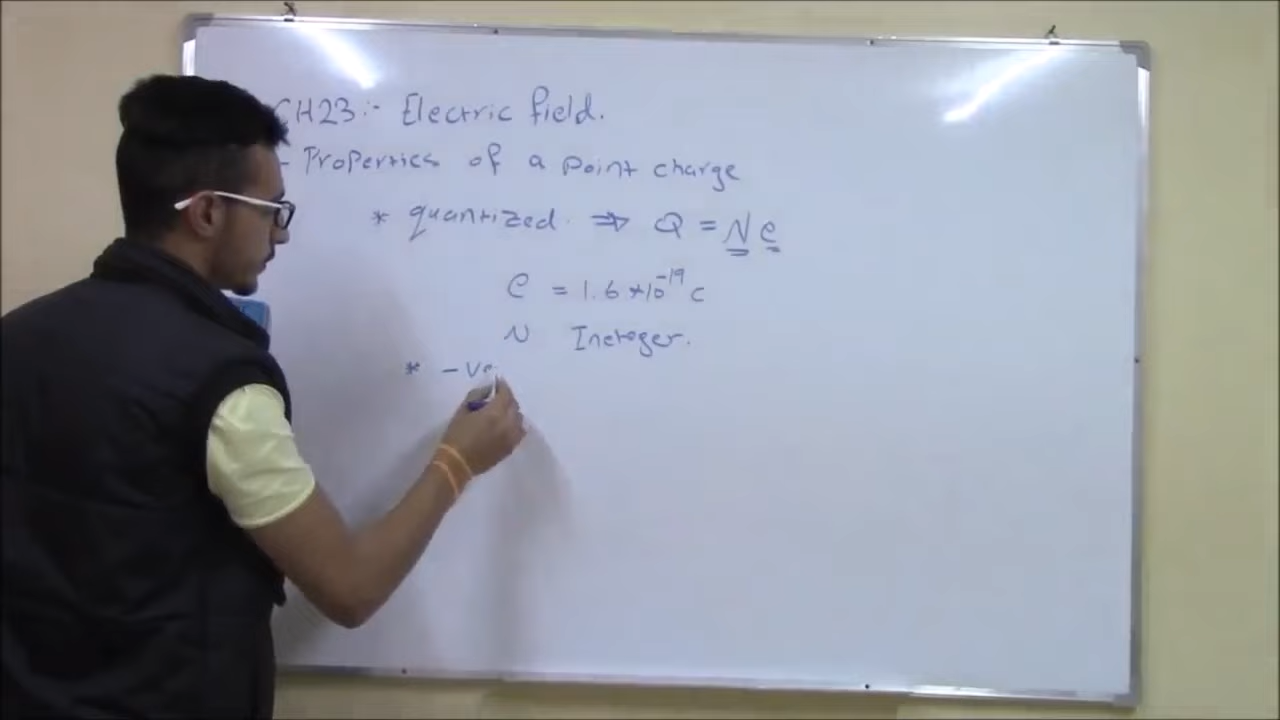 CH23:- Electric field.
- Properties of a point charge
* quantized. ⇒ Q = N e
e = 1.6 * 10^-19 C
N Inetoger.
* -ve